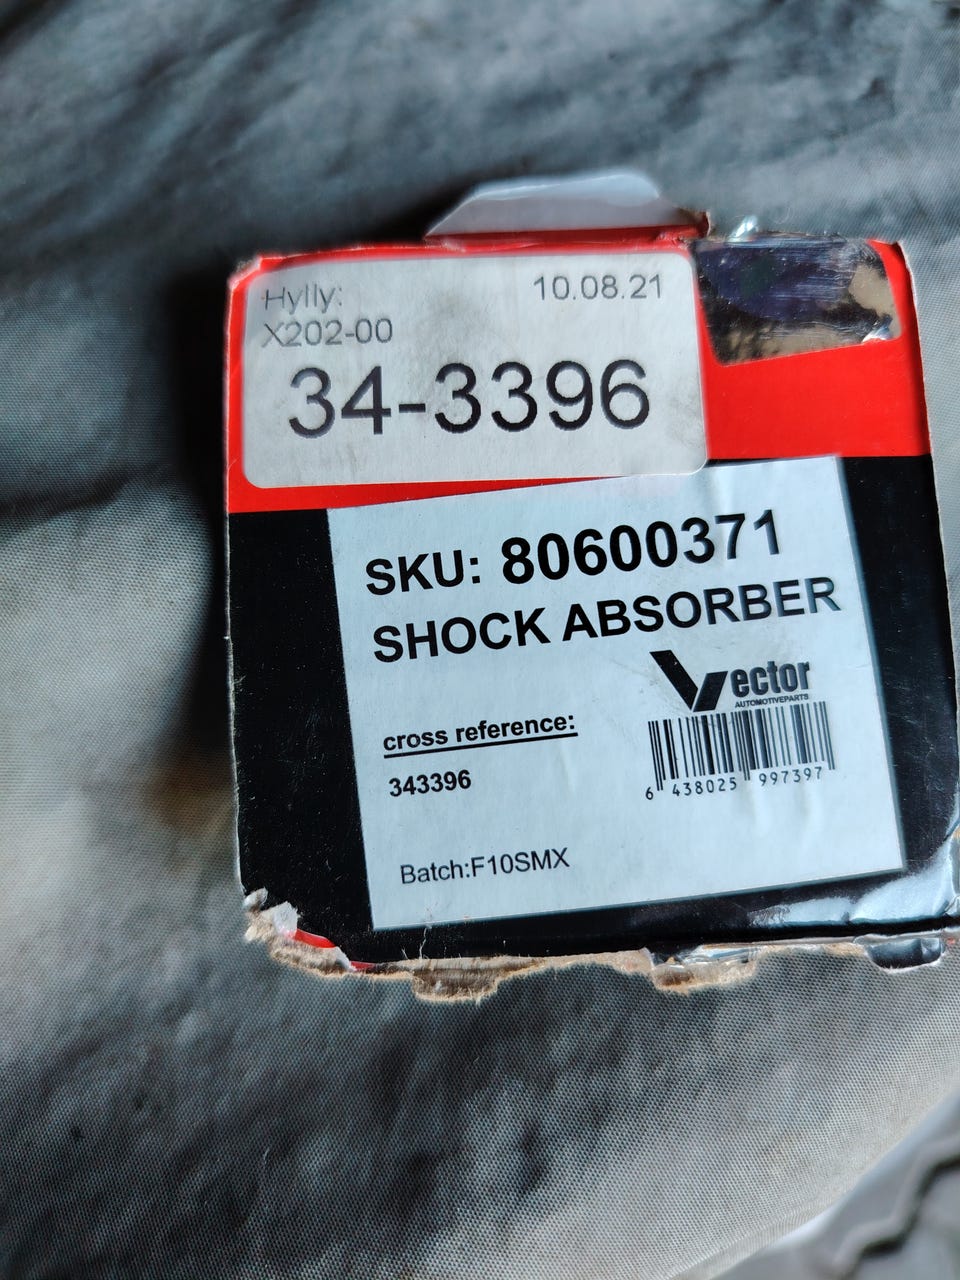 Hylly: 10.08.21
X202-00
34-3396
SKU: 80600371
SHOCK ABSORBER
Vector
AUTOMOTIVEPARTS
cross reference:
343396
6 438025 997397
Batch:F10SMX